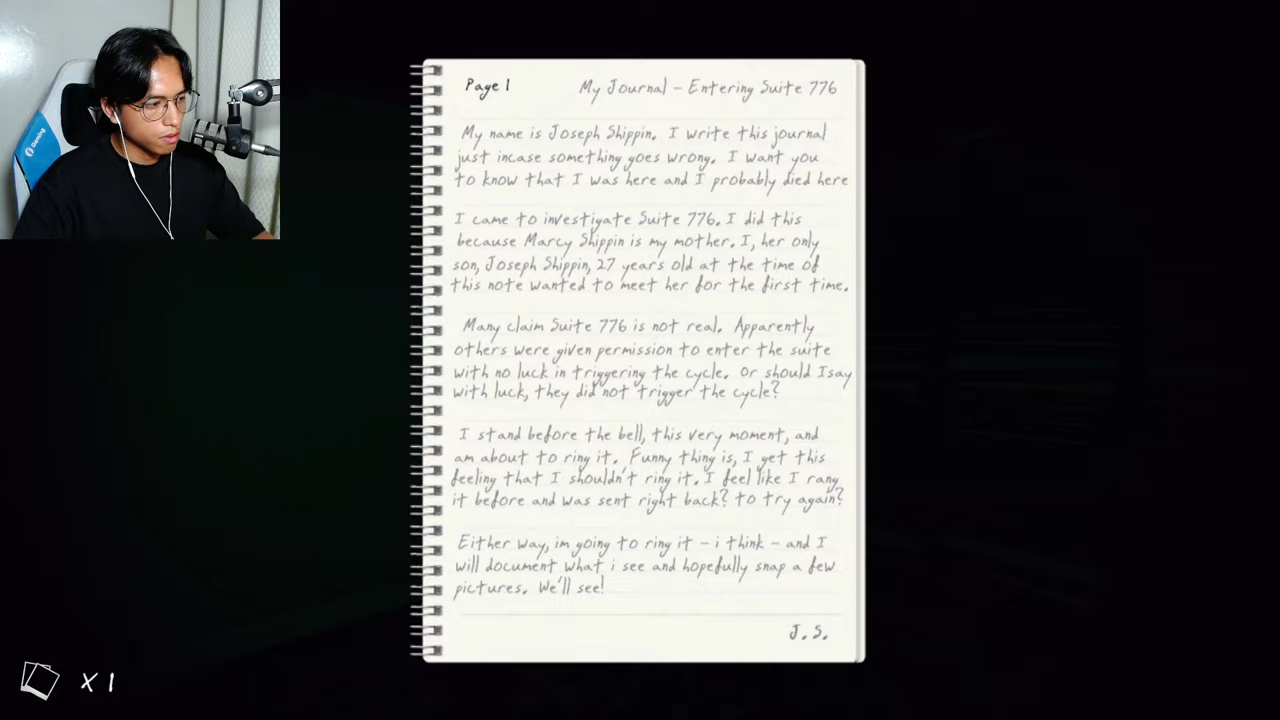 Page 1
My Journal - Entering Suite 776
My name is Joseph Shippin. I write this journal
just incase something goes wrong. I want you
to know that I was here and I probably died here
I came to investigate Suite 776. I did this
because Marcy Shippin is my mother. I, her only
son, Joseph Shippin, 27 years old at the time of
this note wanted to meet her for the first time.
Many claim Suite 776 is not real. Apparently
others were given permission to enter the suite
with no luck in triggering the cycle. Or should I say
with luck, they did not trigger the cycle?
I stand before the bell, this very moment, and
am about to ring it. Funny thing is, I get this
feeling that I shouldn't ring it. I feel like I rang
it before and was sent right back? to try again?
Either way, im going to ring it - i think - and I
will document what i see and hopefully snap a few
pictures. We'll see!
J.S.
X 1